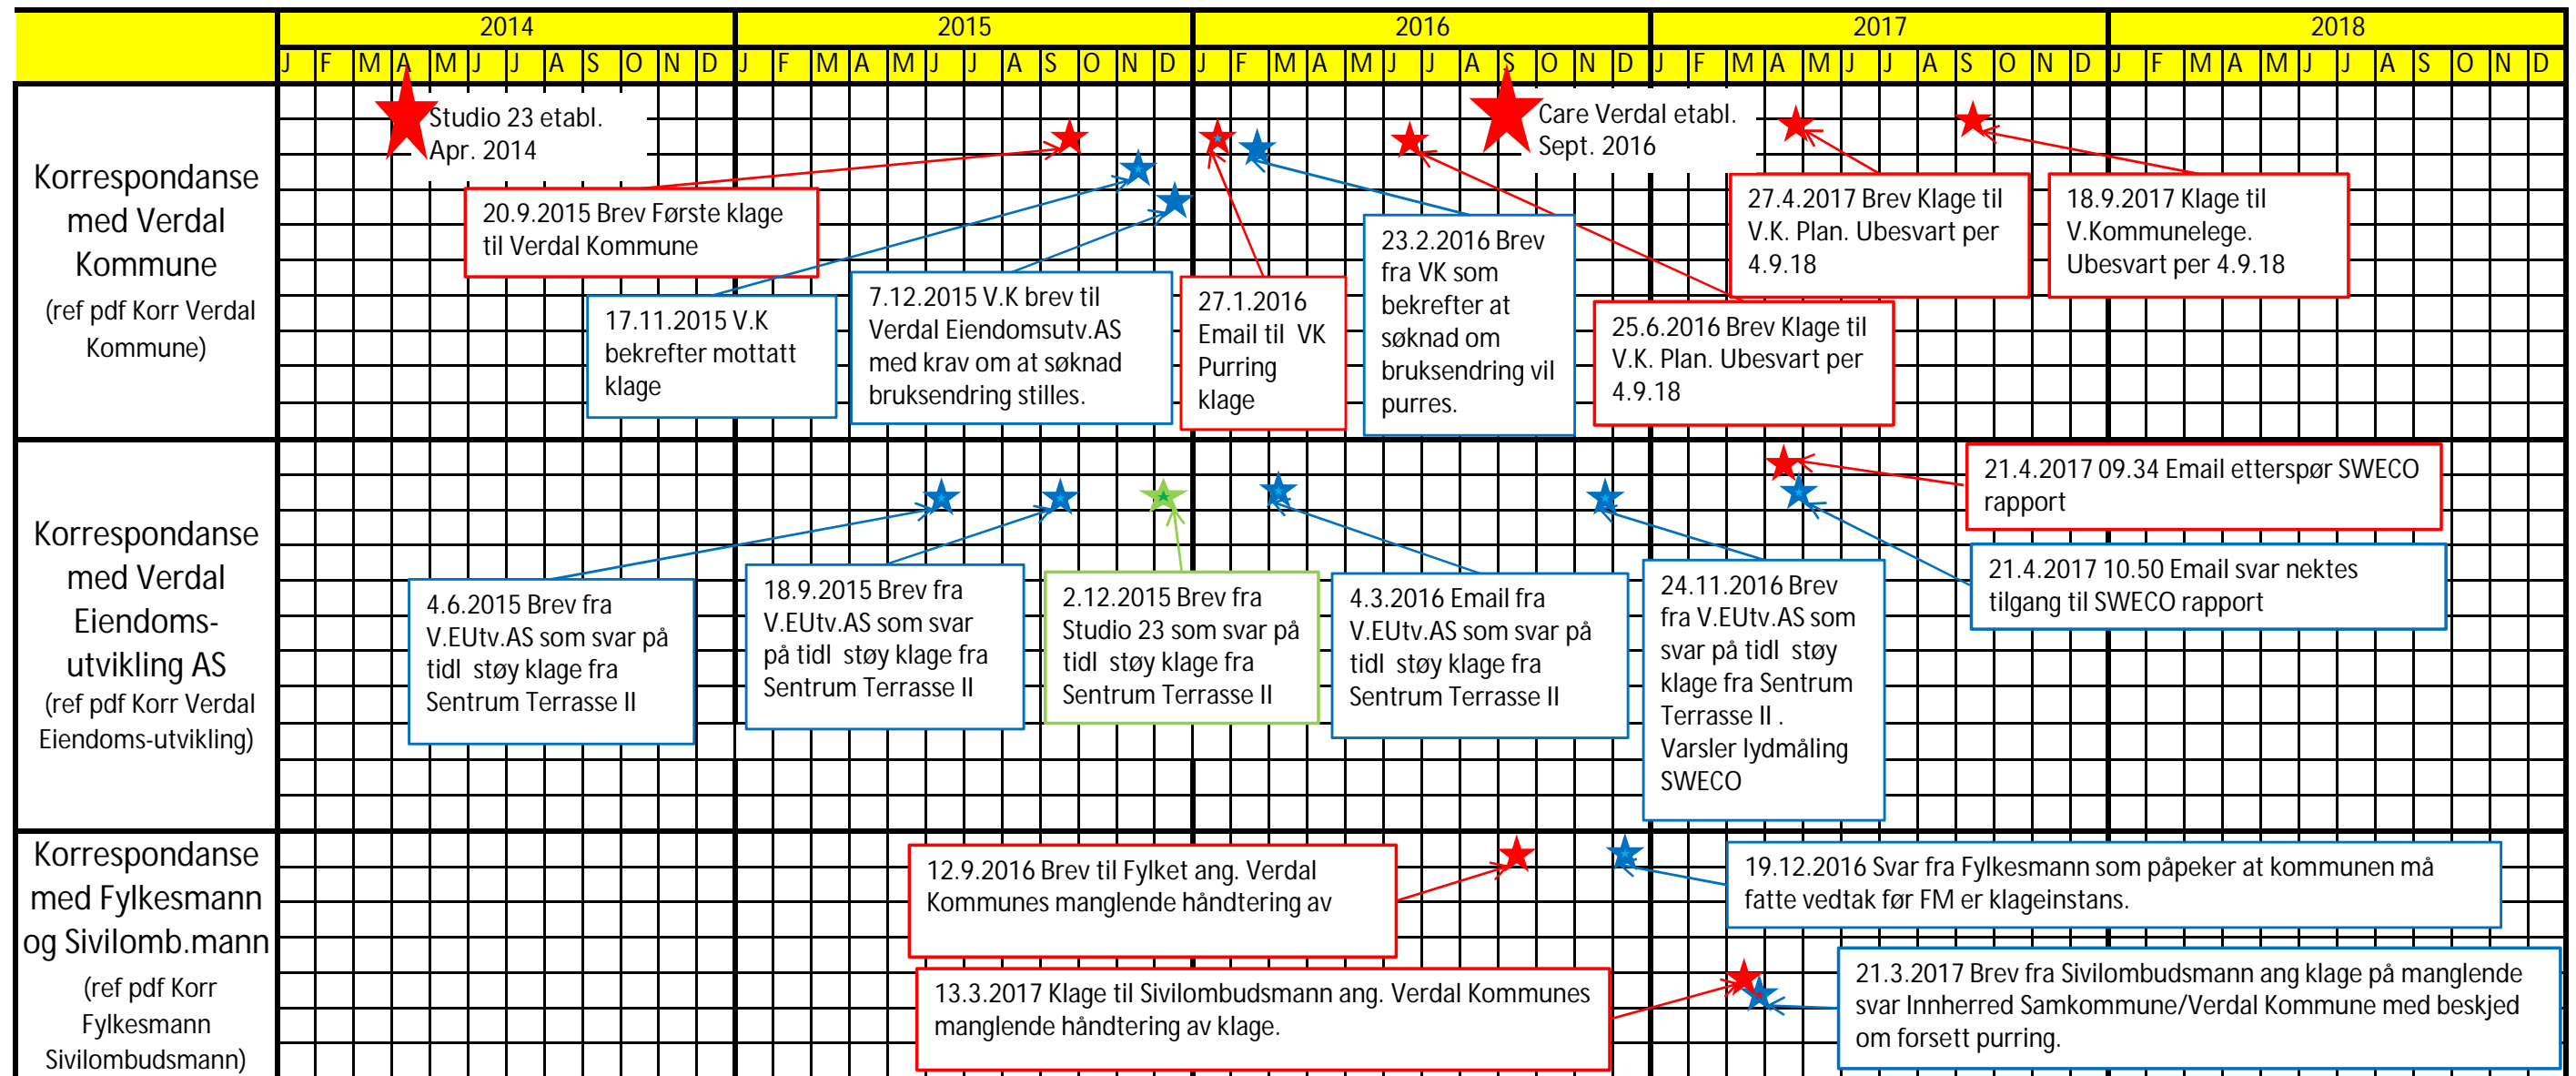 2014 2015 2016 2017 2018
J F M A M J J A S O N D J F M A M J J A S O N D J F M A M J J A S O N D J F M A M J J A S O N D J F M A M J J A S O N D
Korrespondanse
med Verdal
Kommune
(ref pdf Korr Verdal
Kommune)
Studio 23 etabl.
Apr. 2014
Care Verdal etabl.
Sept. 2016
20.9.2015 Brev Første klage
til Verdal Kommune
17.11.2015 V.K
bekrefter mottatt
klage
7.12.2015 V.K brev til
Verdal Eiendomsutv.AS
med krav om at søknad
bruksendring stilles.
27.1.2016
Email til VK
Purring
klage
23.2.2016 Brev
fra VK som
bekrefter at
søknad om
bruksendring vil
purres.
25.6.2016 Brev Klage til
V.K. Plan. Ubesvart per
4.9.18
27.4.2017 Brev Klage til
V.K. Plan. Ubesvart per
4.9.18
18.9.2017 Klage til
V.Kommunelege.
Ubesvart per 4.9.18
Korrespondanse
med Verdal
Eiendoms-
utvikling AS
(ref pdf Korr Verdal
Eiendoms-utvikling)
4.6.2015 Brev fra
V.EUtv.AS som svar på
tidl støy klage fra
Sentrum Terrasse II
18.9.2015 Brev fra
V.EUtv.AS som svar
på tidl støy klage fra
Sentrum Terrasse II
2.12.2015 Brev fra
Studio 23 som svar på
tidl støy klage fra
Sentrum Terrasse II
4.3.2016 Email fra
V.EUtv.AS som svar på
tidl støy klage fra
Sentrum Terrasse II
24.11.2016 Brev
fra V.EUtv.AS som
svar på tidl støy
klage fra Sentrum
Terrasse II .
Varsler lydmåling
SWECO
21.4.2017 09.34 Email etterspør SWECO
rapport
21.4.2017 10.50 Email svar nektes
tilgang til SWECO rapport
Korrespondanse
med Fylkesmann
og Sivilomb.mann
(ref pdf Korr
Fylkesmann
Sivilombudsmann)
12.9.2016 Brev til Fylket ang. Verdal
Kommunes manglende håndtering av
19.12.2016 Svar fra Fylkesmann som påpeker at kommunen må
fatte vedtak før FM er klageinstans.
13.3.2017 Klage til Sivilombudsmann ang. Verdal Kommunes
manglende håndtering av klage.
21.3.2017 Brev fra Sivilombudsmann ang klage på manglende
svar Innherred Samkommune/Verdal Kommune med beskjed
om forsett purring.